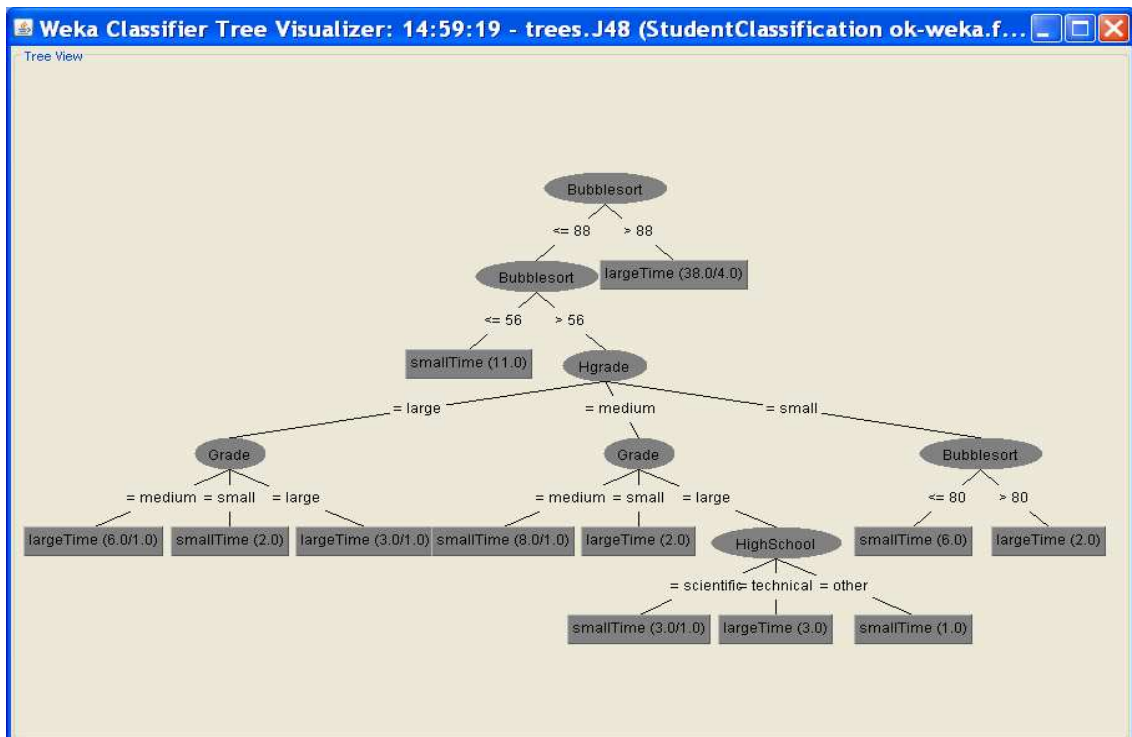 Weka Classifier Tree Visualizer: 14:59:19 - trees.J48 (StudentClassification ok-weka.f...
Tree View
Bubblesort
<= 88 > 88
Bubblesort largeTime (38.0/4.0)
<= 56 > 56
smallTime (11.0) Hgrade
= large = medium = small
Grade Grade Bubblesort
= medium = small = large = medium = small = large <= 80 > 80
largeTime (6.0/1.0) smallTime (2.0) largeTime (3.0/1.0) smallTime (8.0/1.0) largeTime (2.0) HighSchool smallTime (6.0) largeTime (2.0)
= scientific = technical = other
smallTime (3.0/1.0) largeTime (3.0) smallTime (1.0)